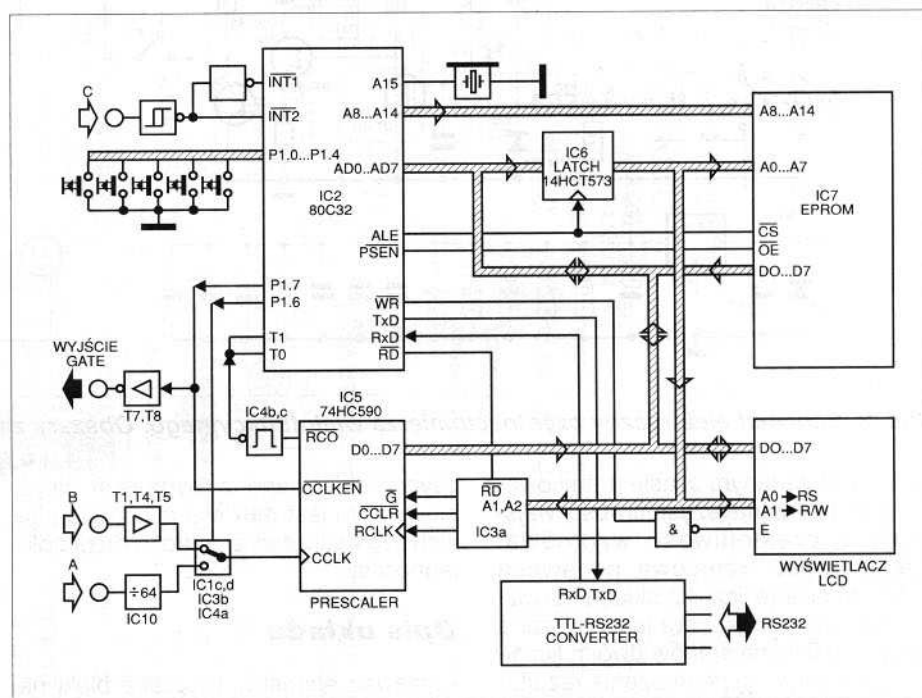 C
INT1
INT2
P1.0...P1.4
IC2
80C32
A15
A8...A14
AD0...AD7
ALE
PSEN
P1.7
P1.6
WR
TxD
RxD
RD
T1
T0
IC6
LATCH
14HCT573
A8...A14
A0...A7
IC7
EPROM
CS
OE
DO...D7
WYJŚCIE
GATE
T7,T8
IC4b,c
IC5
74HC590
RCO
D0...D7
CCLKEN
G
CCLR
RCLK
CCLK
PRESCALER
RD
A1,A2
IC3a
&
DO...D7
A0 RS
A1 R/W
E
WYŚWIETLACZ
LCD
B
T1,T4,T5
A
÷64
IC10
IC1c,d
IC3b
IC4a
RxD TxD
TTL-RS232
CONVERTER
RS232
Opis układu